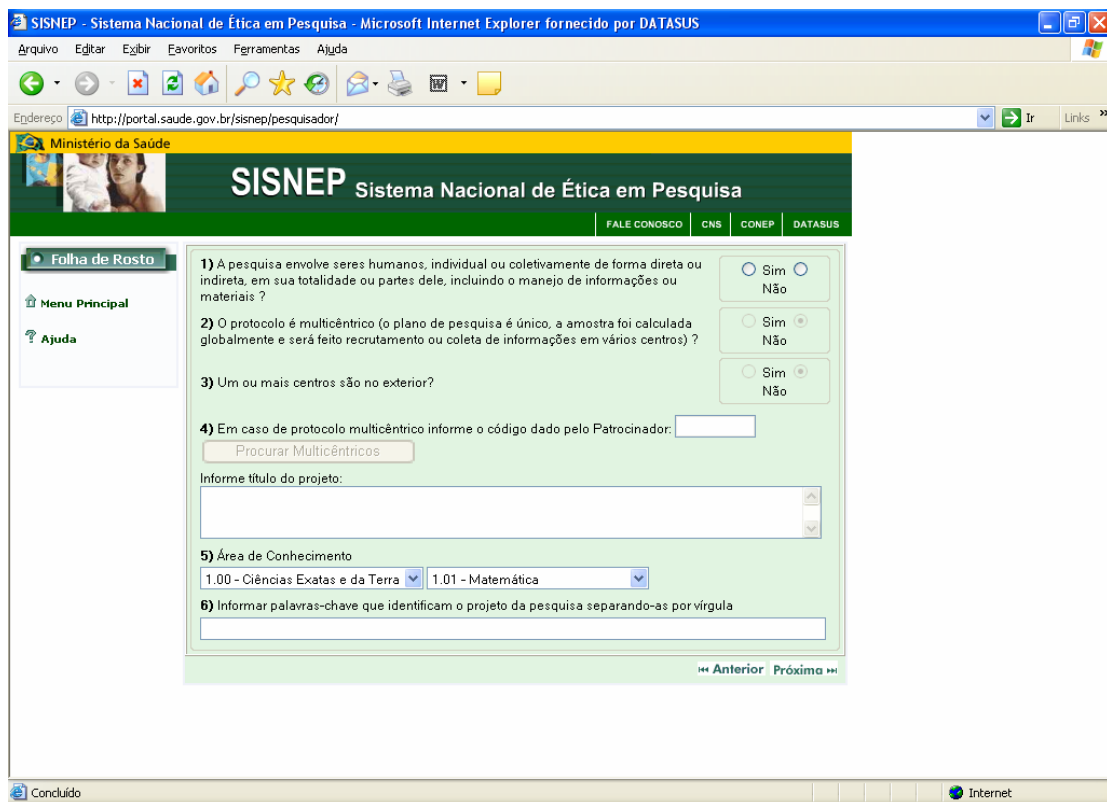 SISNEP - Sistema Nacional de Ética em Pesquisa - Microsoft Internet Explorer fornecido por DATASUS
Arquivo Editar Exibir Favoritos Ferramentas Ajuda
Endereço http://portal.saude.gov.br/sisnep/pesquisador/ Ir Links »
Ministério da Saúde
SISNEP Sistema Nacional de Ética em Pesquisa
FALE CONOSCO CNS CONEP DATASUS
Folha de Rosto
Menu Principal
Ajuda
1) A pesquisa envolve seres humanos, individual ou coletivamente de forma direta ou
indireta, em sua totalidade ou partes dele, incluindo o manejo de informações ou
materiais ?
Sim
Não
2) O protocolo é multicêntrico (o plano de pesquisa é único, a amostra foi calculada
globalmente e será feito recrutamento ou coleta de informações em vários centros) ?
Sim
Não
3) Um ou mais centros são no exterior?
Sim
Não
4) Em caso de protocolo multicêntrico informe o código dado pelo Patrocinador:
Procurar Multicêntricos
Informe título do projeto:
5) Área de Conhecimento
1.00 - Ciências Exatas e da Terra 1.01 - Matemática
6) Informar palavras-chave que identificam o projeto da pesquisa separando-as por vírgula
Anterior Próxima
Concluído Internet